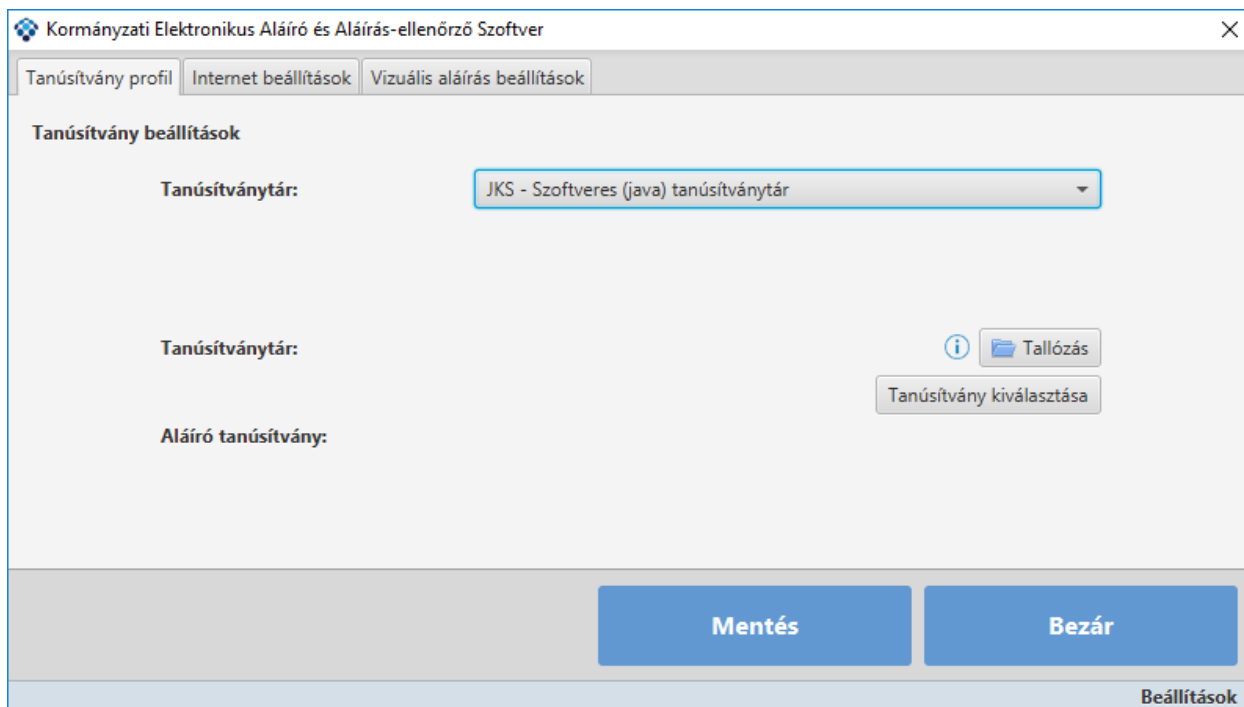 Kormányzati Elektronikus Aláíró és Aláírás-ellenőrző Szoftver
Tanúsítvány profil Internet beállítások Vizuális aláírás beállítások
Tanúsítvány beállítások
Tanúsítványtár: JKS - Szoftveres (java) tanúsítványtár
Tanúsítványtár: Tallózás
Tanúsítvány kiválasztása
Aláíró tanúsítvány:
Mentés Bezár
Beállítások